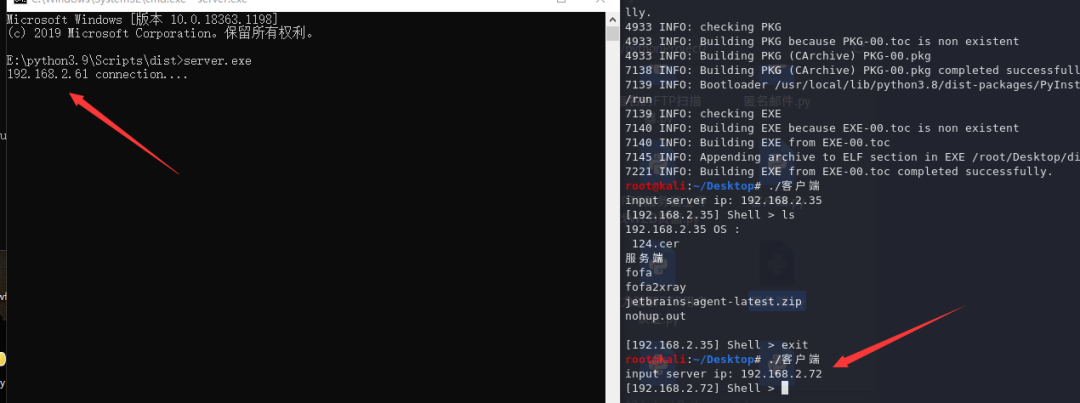 Microsoft Windows [版本 10.0.18363.1198]
(c) 2019 Microsoft Corporation。保留所有权利。
E:\python3.9\Scripts\dist>server.exe
192.168.2.61 connection....
lly.
4933 INFO: checking PKG
4933 INFO: Building PKG because PKG-00.toc is non existent
4933 INFO: Building PKG (CArchive) PKG-00.pkg
7138 INFO: Building PKG (CArchive) PKG-00.pkg completed successfull
7139 INFO: Bootloader /usr/local/lib/python3.8/dist-packages/PyInst
/run
7139 INFO: checking EXE
7140 INFO: Building EXE because EXE-00.toc is non existent
7140 INFO: Building EXE from EXE-00.toc
7145 INFO: Appending archive to ELF section in EXE /root/Desktop/di
7221 INFO: Building EXE from EXE-00.toc completed successfully.
root@kali:~/Desktop# ./客户端
input server ip: 192.168.2.35
[192.168.2.35] Shell > ls
192.168.2.35 OS :
124.cer
服务端
fofa
fofa2xray
jetbrains-agent-latest.zip
nohup.out
[192.168.2.35] Shell > exit
root@kali:~/Desktop# ./客户端
input server ip: 192.168.2.72
[192.168.2.72] Shell >